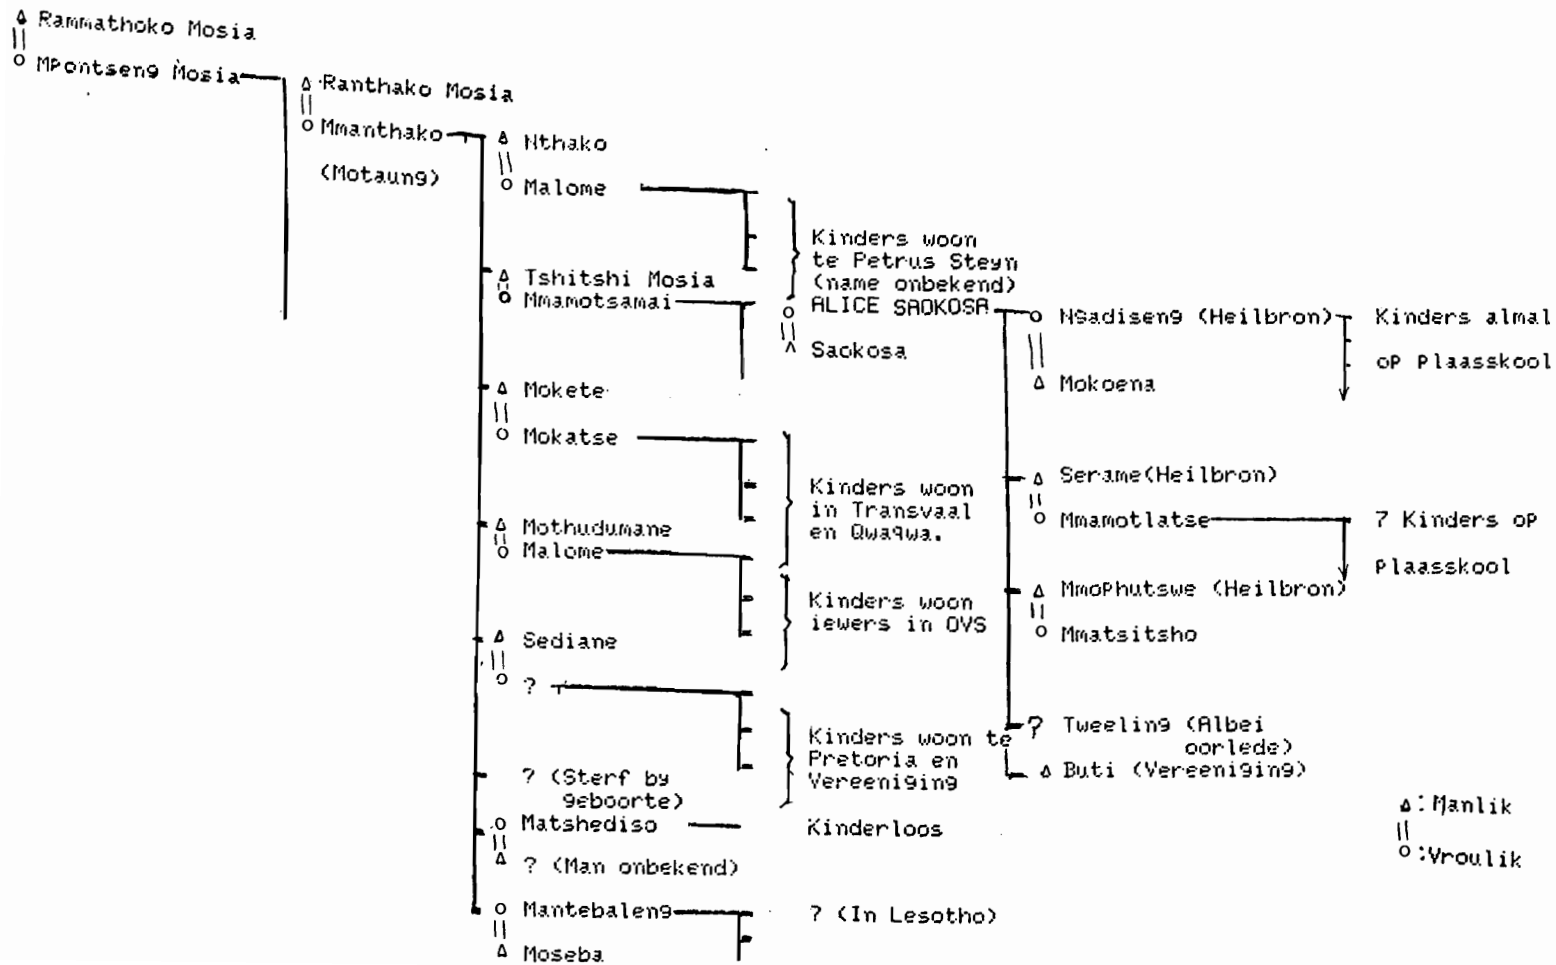 Rammathoko Mosia
Mpontseng Mosia
Ranthako Mosia
Mmanthako
(Motaung)
Nthako
Malome
Kinders woon
te Petrus Steyn
(name onbekend)
Tshitshi Mosia
Mmamotsamai
ALICE SAOKOSA
Saokosa
Ngadiseng (Heilbron)
Mokoena
Kinders almal
op Plaasskool
Mokete
Mokatse
Kinders woon
in Transvaal
en Qwaqwa.
Serame(Heilbron)
Mmamotlatse
7 Kinders op
Plaasskool
Mothudumane
Malome
Kinders woon
iewers in OVS
Mmophutswe (Heilbron)
Mmatsitsho
Sediane
?
Kinders woon te
Pretoria en
Vereeniging
? Tweeling (Albei
oorlede)
Buti (Vereeniging)
? (Sterf by
geboorte)
Matshediso
Kinderloos
? (Man onbekend)
Mantebaleng
? (In Lesotho)
Moseba
Δ:Manlik
O:Vroulik